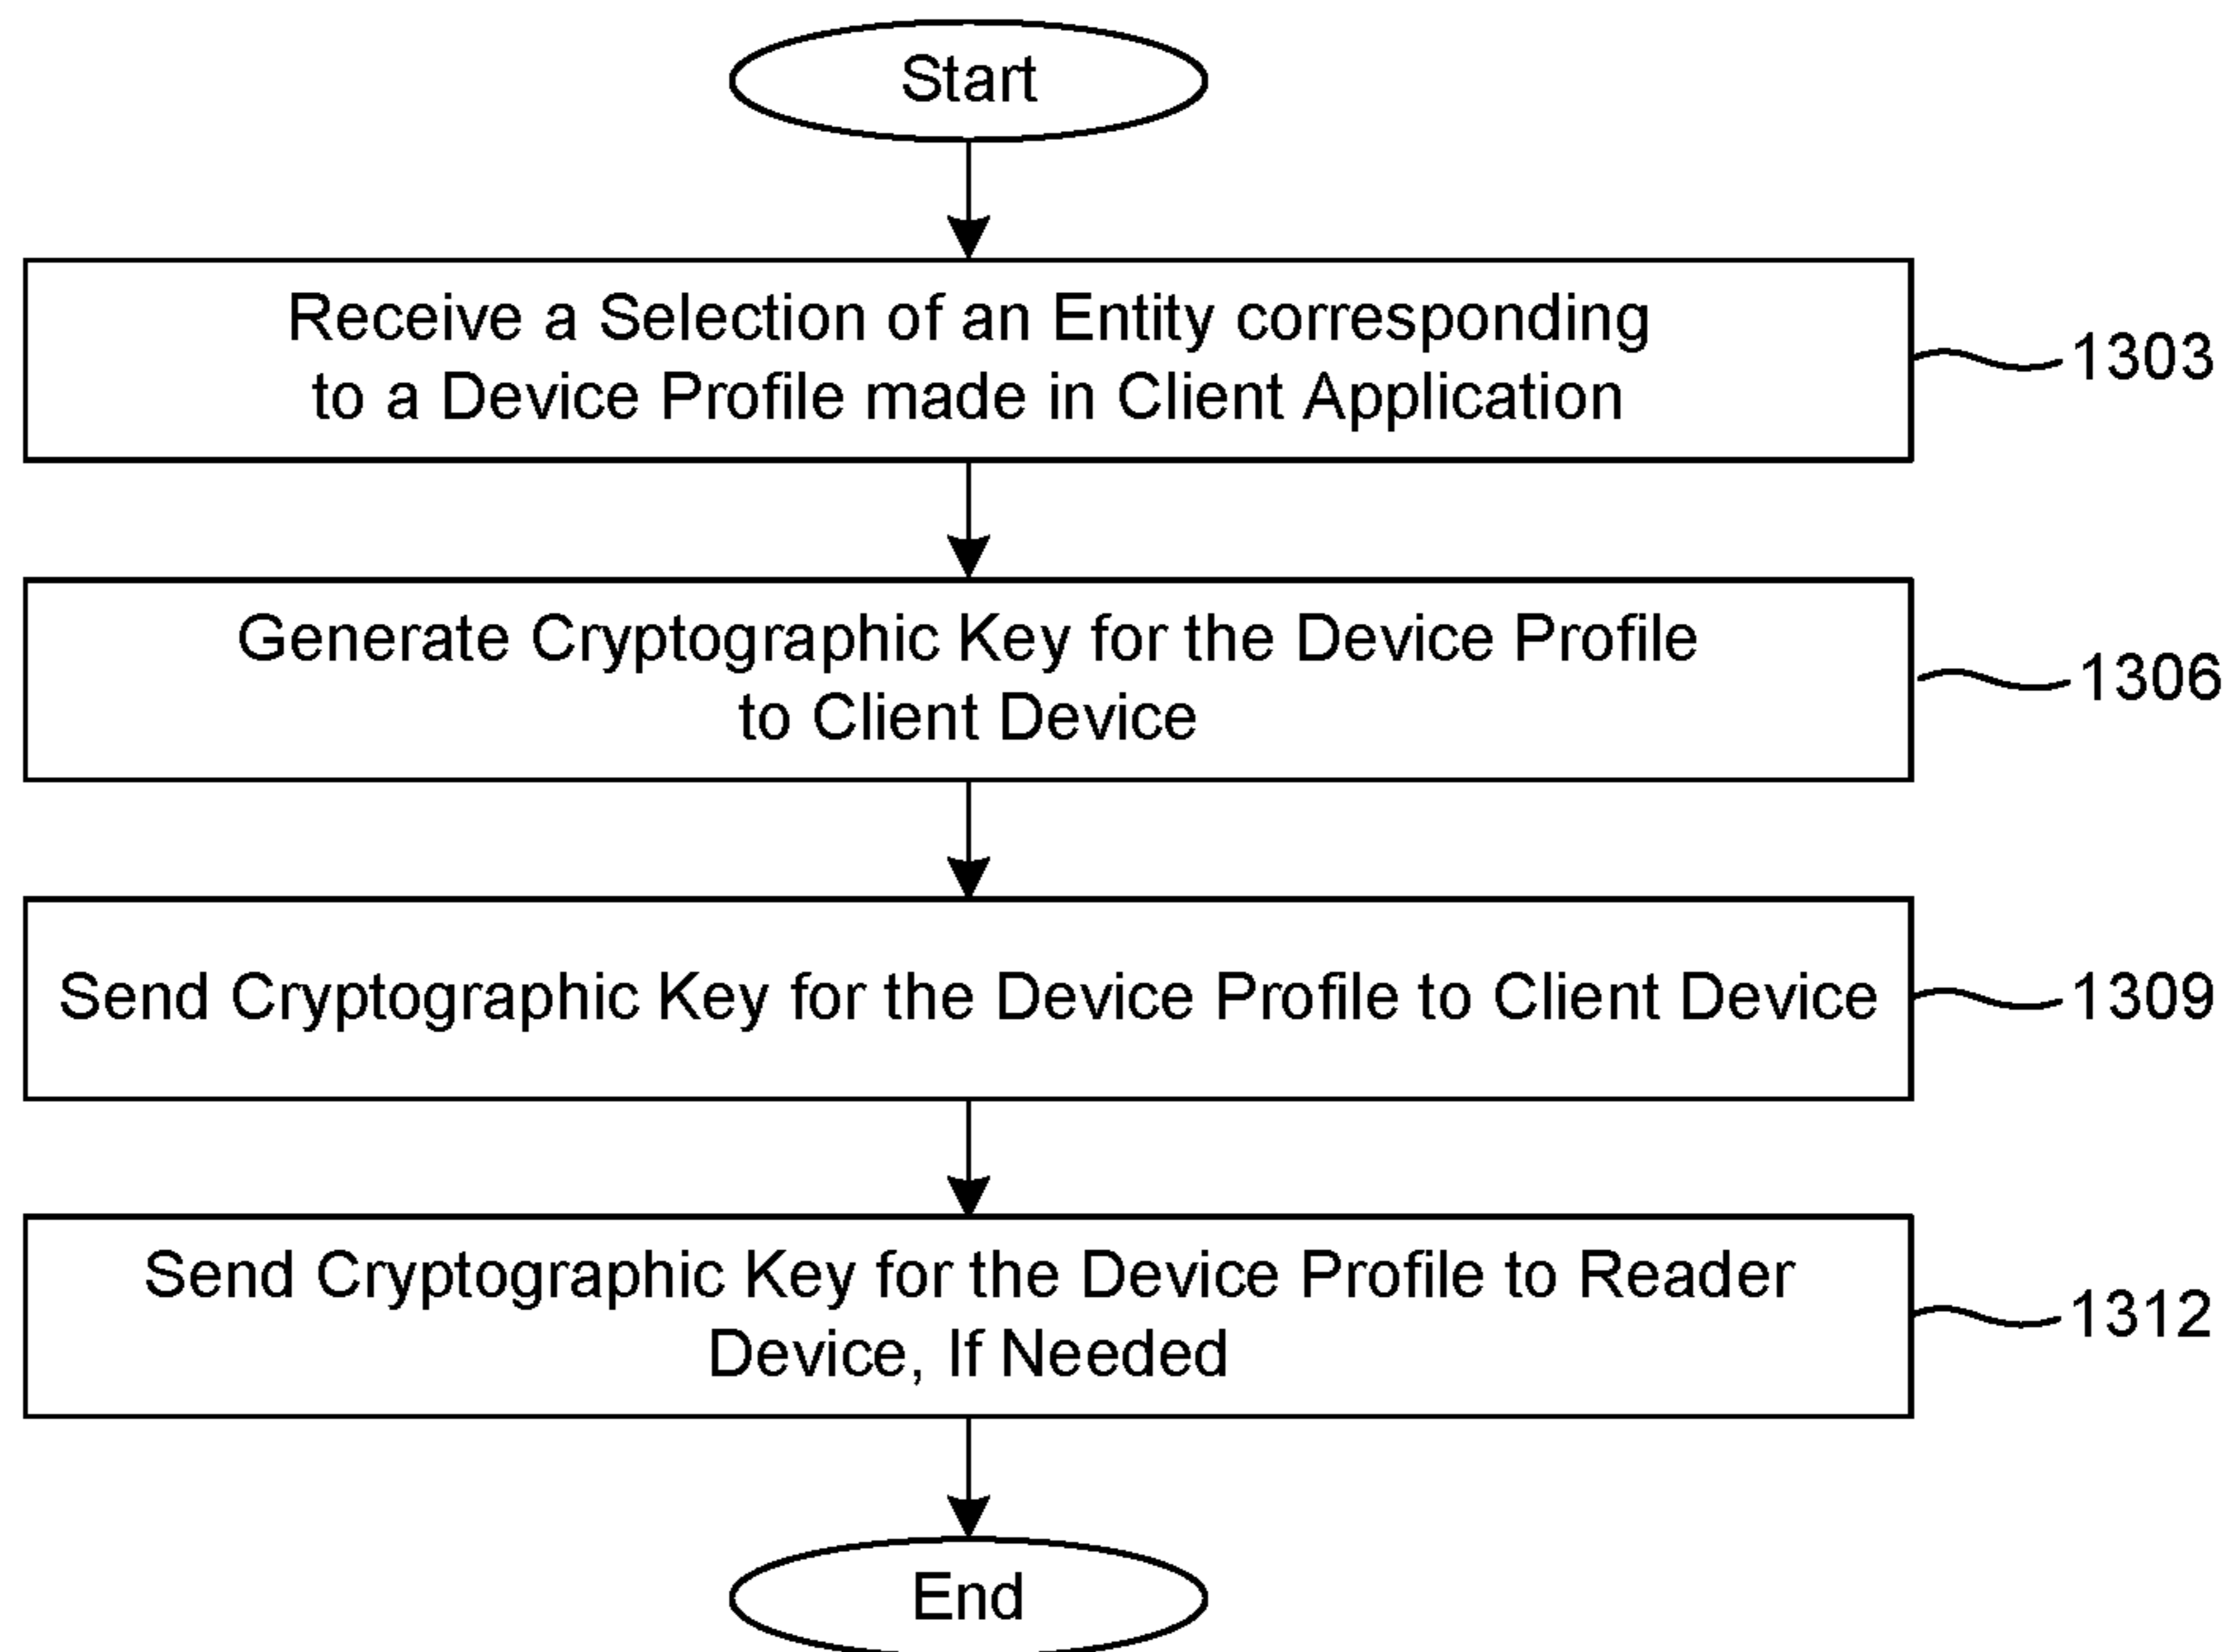 Start
Receive a Selection of an Entity corresponding
to a Device Profile made in Client Application
1303
Generate Cryptographic Key for the Device Profile
to Client Device
1306
Send Cryptographic Key for the Device Profile to Client Device
1309
Send Cryptographic Key for the Device Profile to Reader
Device, If Needed
1312
End